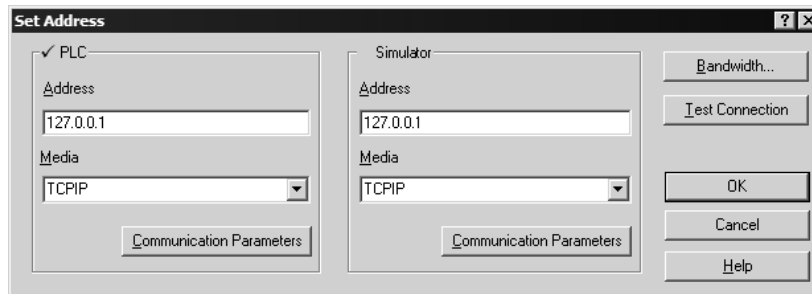 Set Address
PLC
Address
127.0.0.1
Media
TCPIP
Communication Parameters
Simulator
Address
127.0.0.1
Media
TCPIP
Communication Parameters
Bandwidth...
Test Connection
OK
Cancel
Help